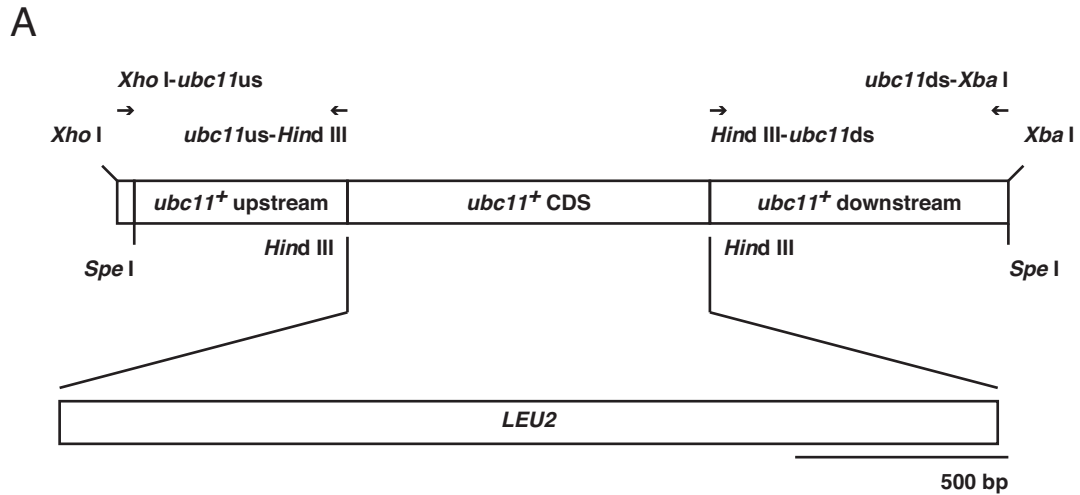 A
Xho I-ubc11us
ubc11ds-Xba I
Xho I
ubc11us-Hind III
Hind III-ubc11ds
Xba I
ubc11+ upstream
ubc11+ CDS
ubc11+ downstream
Hind III
Hind III
Spe I
Spe I
LEU2
500 bp